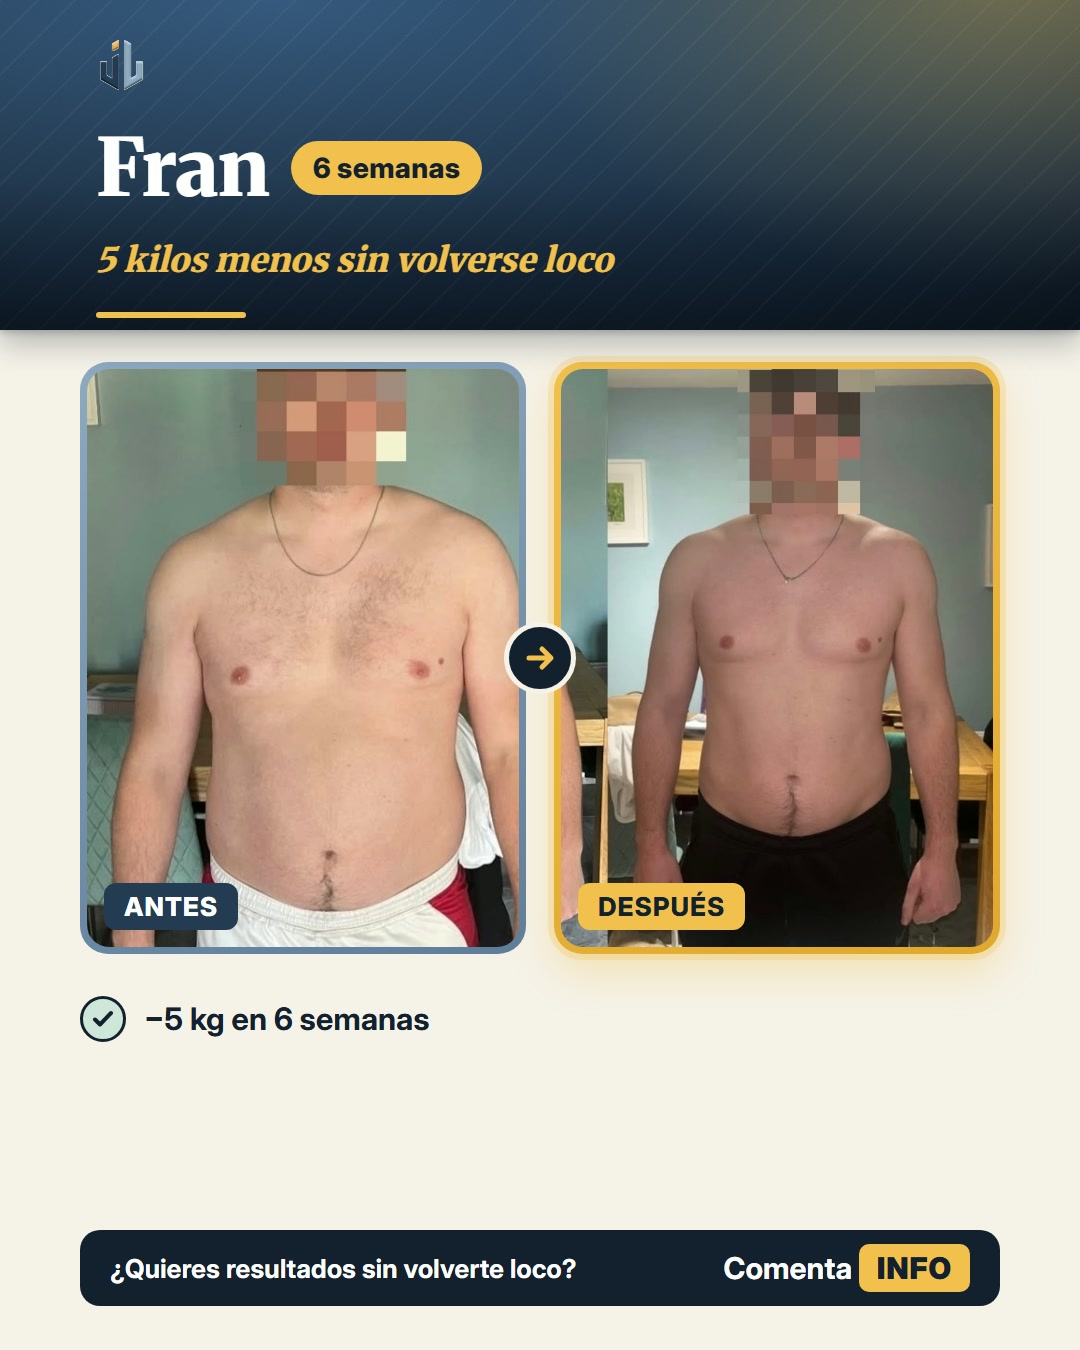 Fran
6 semanas
5 kilos menos sin volverse loco
ANTES
DESPUÉS
−5 kg en 6 semanas
¿Quieres resultados sin volverte loco?
Comenta INFO